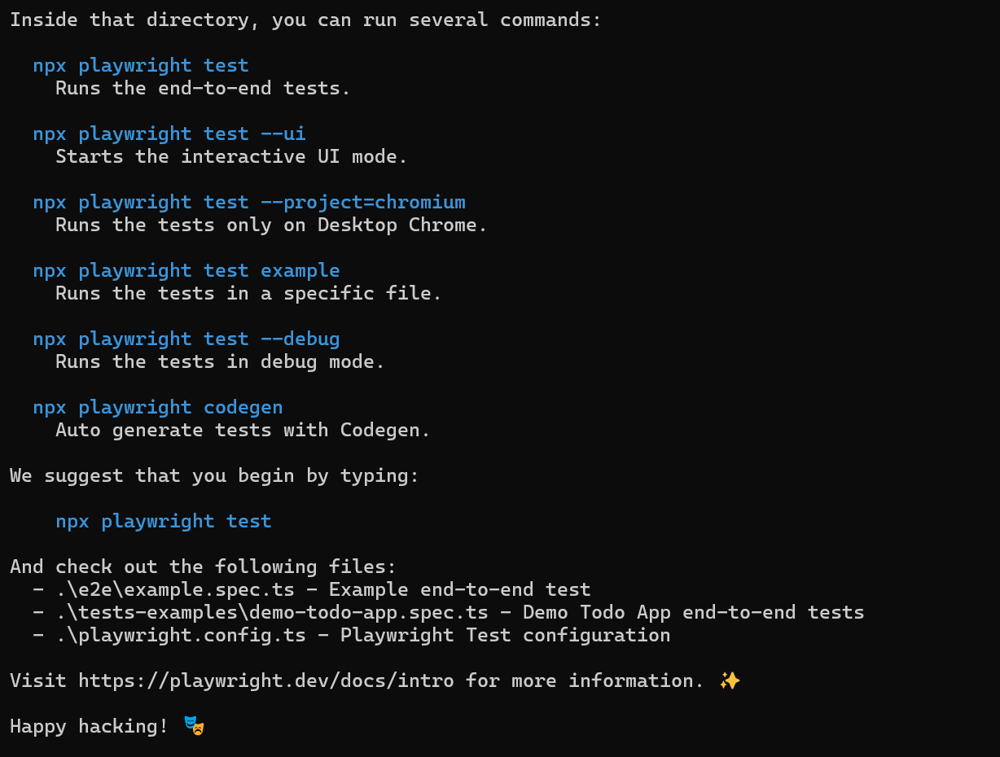 Inside that directory, you can run several commands:
npx playwright test
Runs the end-to-end tests.
npx playwright test --ui
Starts the interactive UI mode.
npx playwright test --project=chromium
Runs the tests only on Desktop Chrome.
npx playwright test example
Runs the tests in a specific file.
npx playwright test --debug
Runs the tests in debug mode.
npx playwright codegen
Auto generate tests with Codegen.
We suggest that you begin by typing:
npx playwright test
And check out the following files:
- .\e2e\example.spec.ts - Example end-to-end test
- .\tests-examples\demo-todo-app.spec.ts - Demo Todo App end-to-end tests
- .\playwright.config.ts - Playwright Test configuration
Visit https://playwright.dev/docs/intro for more information. ✨
Happy hacking! 🎭